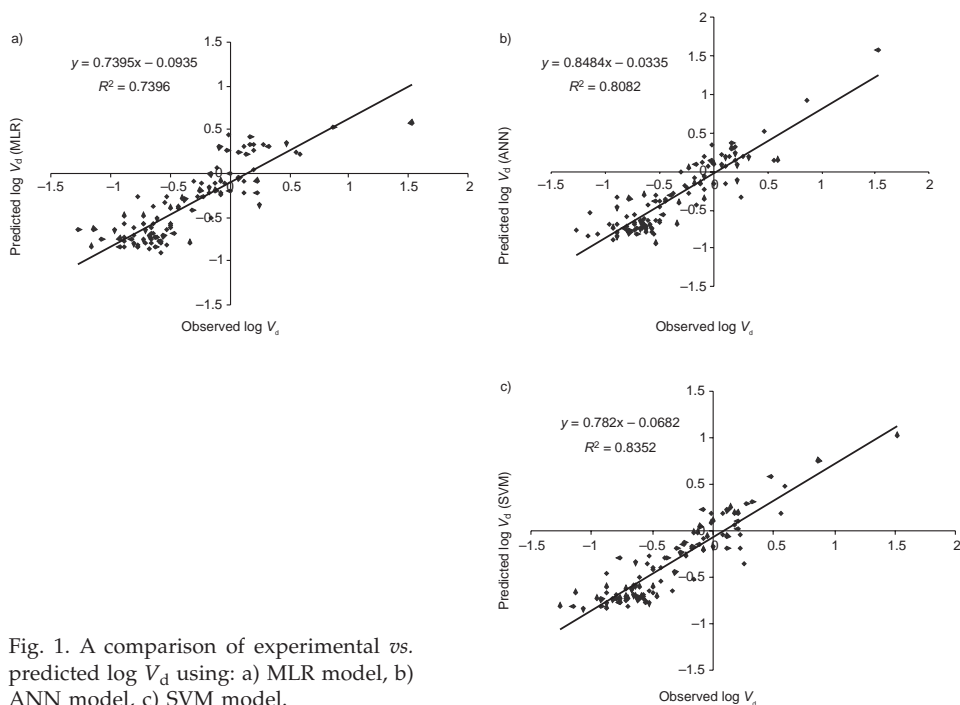 a)
y = 0.7395x – 0.0935
R² = 0.7396
1.5
1
0.5
0
–0.5
–1
–1.5
–1.5
–1
–0.5
0
0.5
1
1.5
2
Predicted log Vd (MLR)
Observed log Vd
b)
y = 0.8484x – 0.0335
R² = 0.8082
2
1.5
1
0.5
0
–0.5
–1
–1.5
–1.5
–1
–0.5
0
0.5
1
1.5
2
Predicted log Vd (ANN)
Observed log Vd
c)
y = 0.782x – 0.0682
R² = 0.8352
1.5
1
0.5
0
–0.5
–1
–1.5
–1.5
–1
–0.5
0
0.5
1
1.5
2
Predicted log Vd (SVM)
Observed log Vd
Fig. 1. A comparison of experimental vs.
predicted log Vd using: a) MLR model, b)
ANN model, c) SVM model.